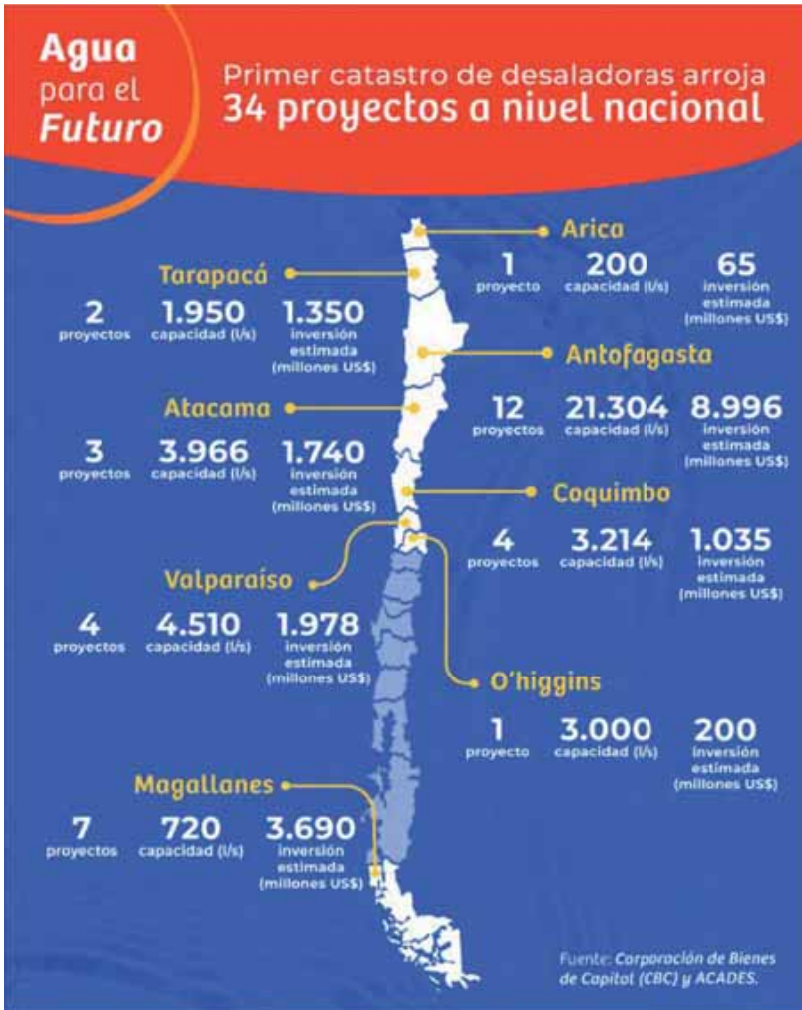 Agua
para el
Futuro
Primer catastro de desaladoras arroja
34 proyectos a nivel nacional
Arica
1 200 65
proyecto capacidad (l/s) inversión
estimada
(millones US$)
Tarapacá
2 1.950 1.350
proyectos capacidad (l/s) inversión
estimada
(millones US$)
Antofagasta
12 21.304 8.996
proyectos capacidad (l/s) inversión
estimada
(millones US$)
Atacama
3 3.966 1.740
proyectos capacidad (l/s) inversión
estimada
(millones US$)
Coquimbo
4 3.214 1.035
proyectos capacidad (l/s) inversión
estimada
(millones US$)
Valparaíso
4 4.510 1.978
proyectos capacidad (l/s) inversión
estimada
(millones US$)
O'higgins
1 3.000 200
proyecto capacidad (l/s) inversión
estimada
(millones US$)
Magallanes
7 720 3.690
proyectos capacidad (l/s) inversión
estimada
(millones US$)
Fuente: Corporación de Bienes
de Capital (CBC) y ACADES.